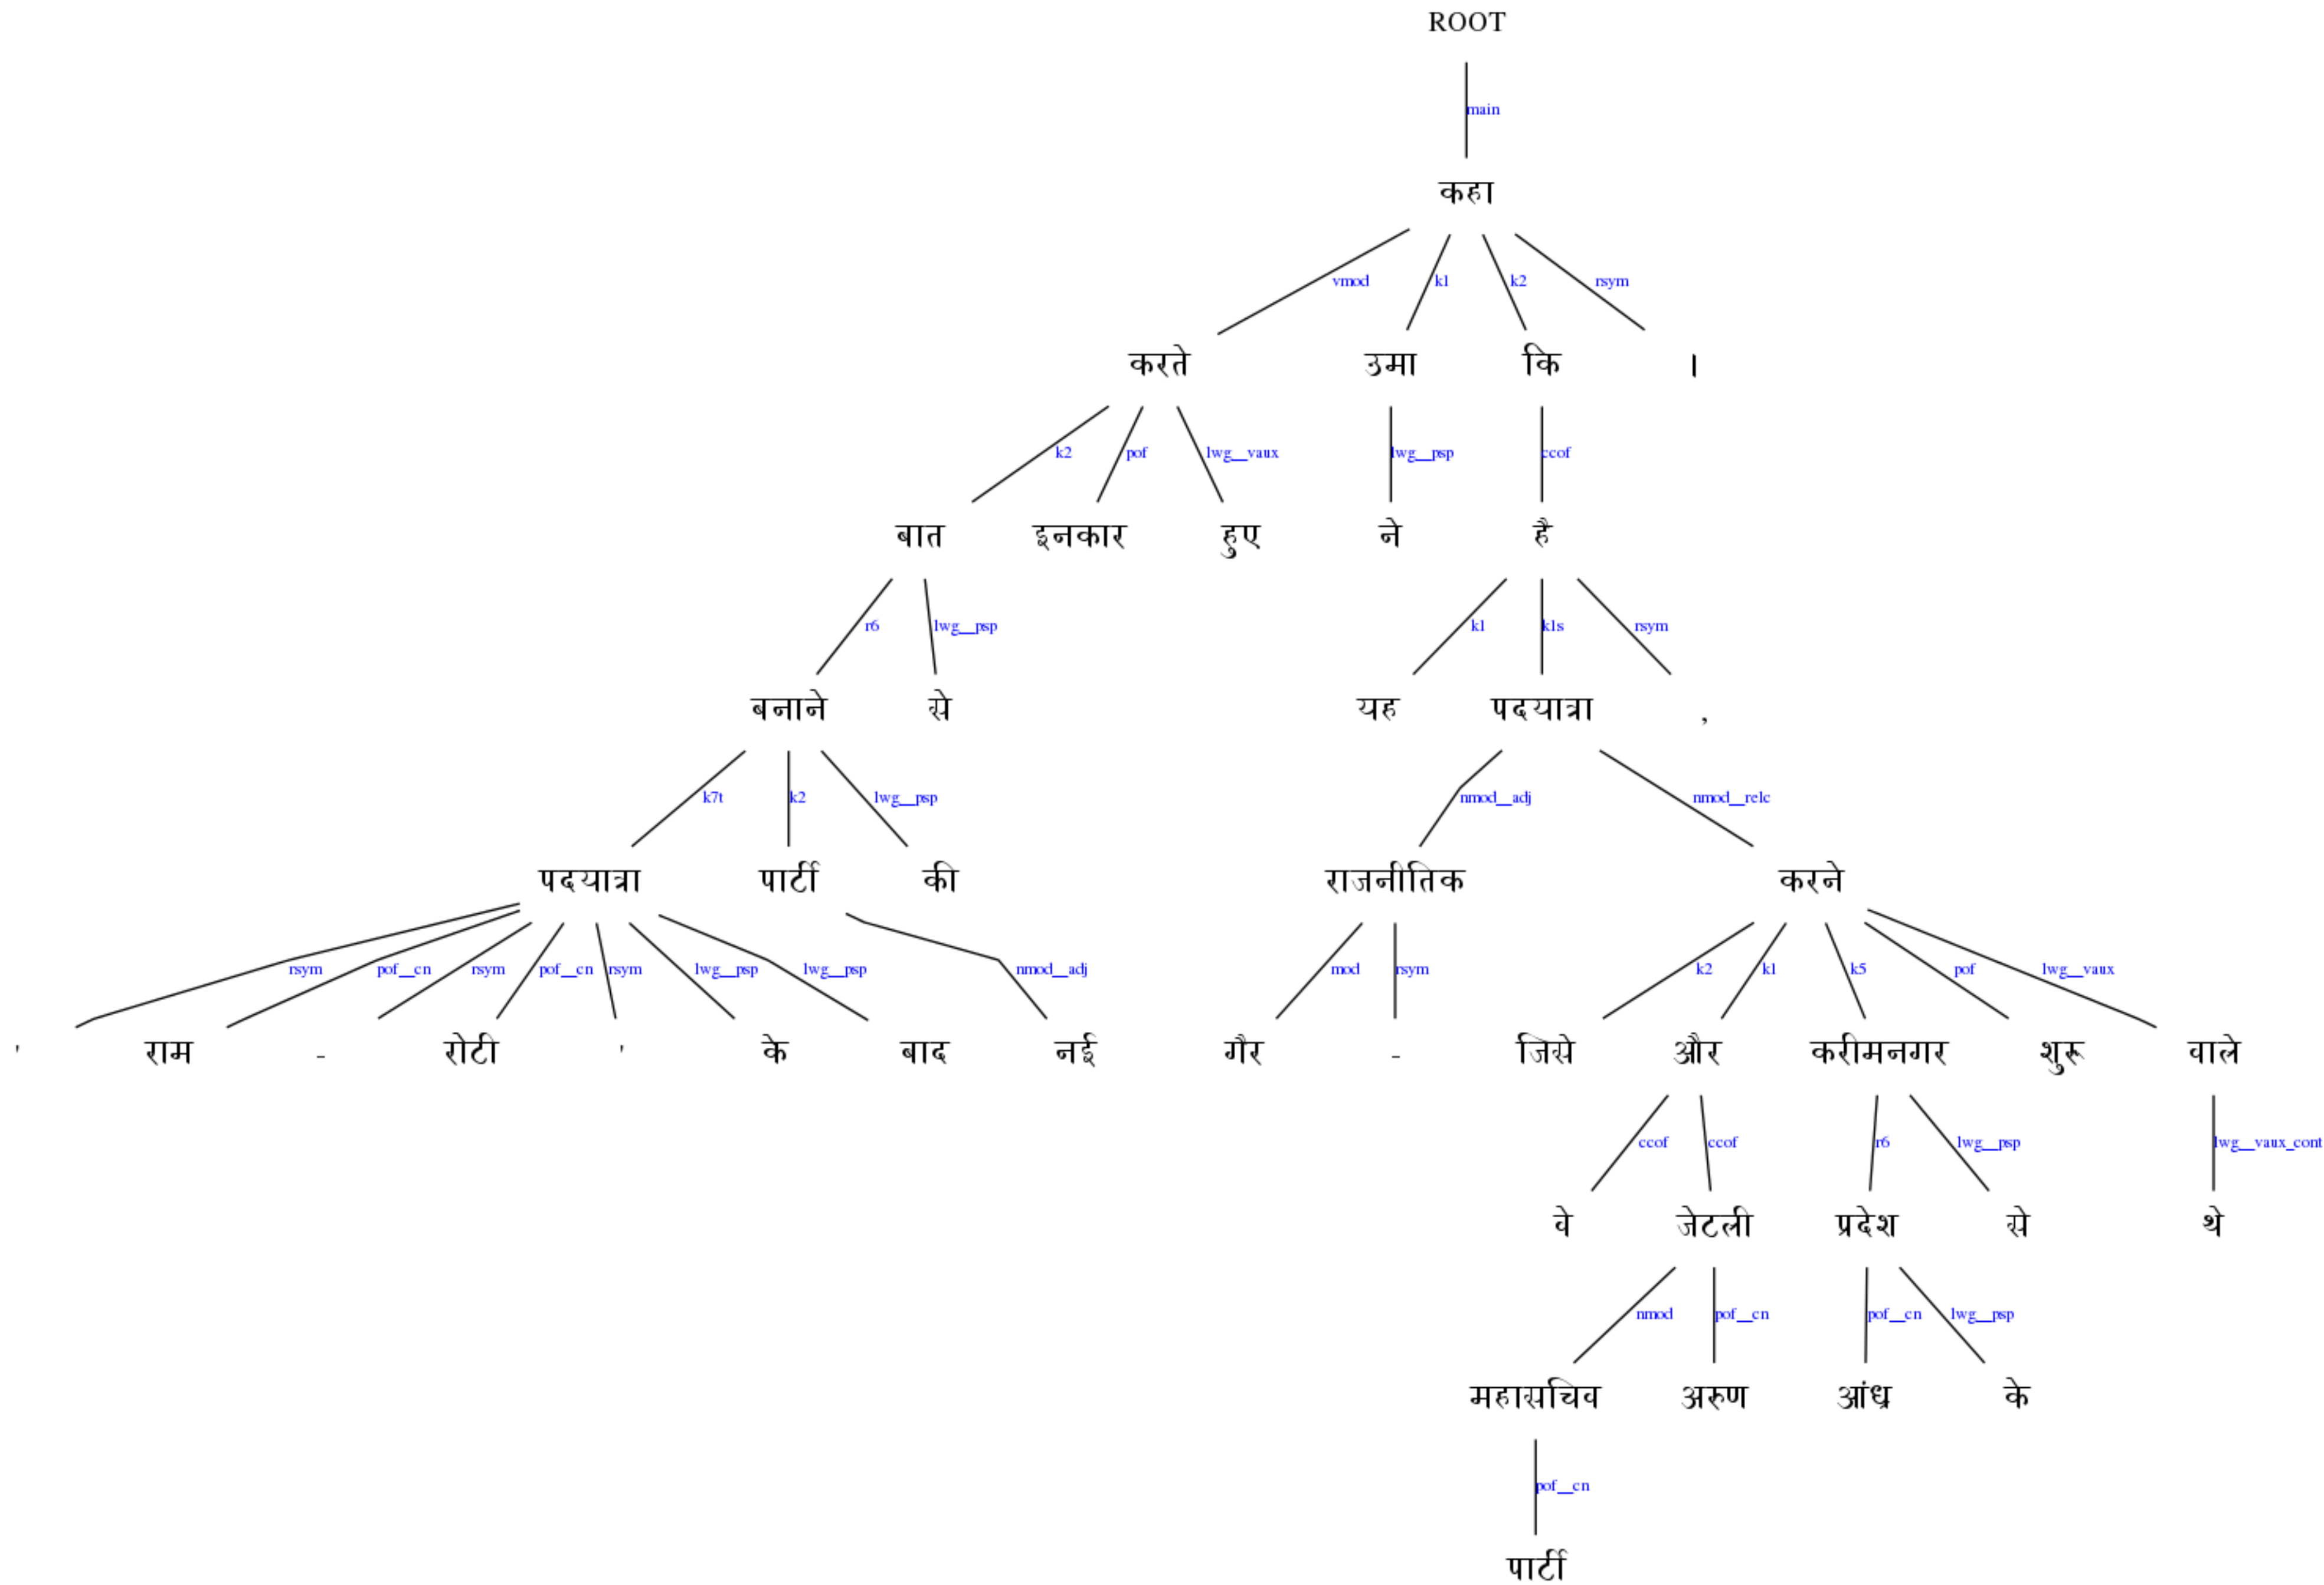 ROOT
main
कहा
vmod k1 k2 rsym
करते उमा कि ।
k2 pof lwg__vaux lwg__psp ccof
बात इनकार हुए ने है
r6 lwg__psp k1 k1s rsym
बनाने से यह पदयात्रा ,
k7t k2 lwg__psp nmod__adj nmod__relc
पदयात्रा पार्टी की राजनीतिक करने
rsym pof__cn rsym pof__cn rsym lwg__psp lwg__psp nmod__adj mod rsym k2 k1 k5 pof lwg__vaux
' राम - रोटी ' के बाद नई गैर - जिसे और करीमनगर शुरू वाले
ccof ccof r6 lwg__psp lwg__vaux_cont
वे जेटली प्रदेश से थे
nmod pof__cn pof__cn lwg__psp
महासचिव अरुण आंध्र के
pof__cn
पार्टी